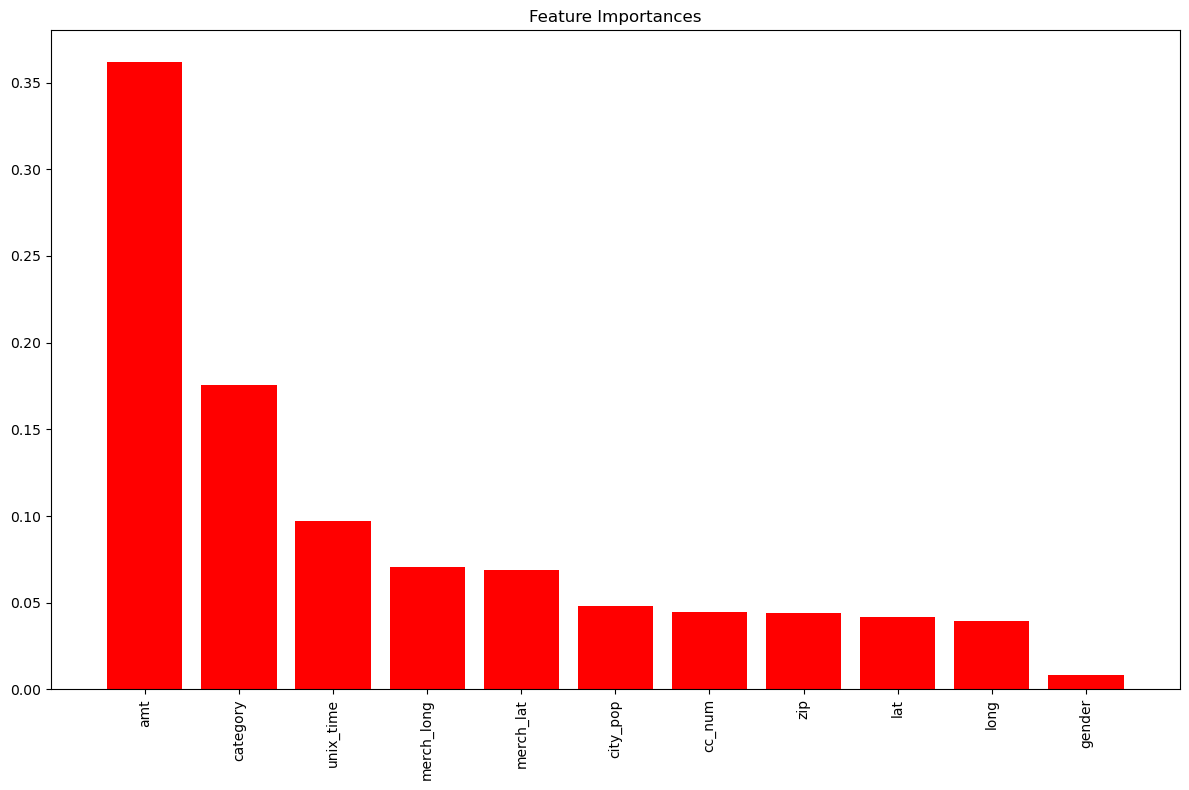 Feature Importances
0.35
0.30
0.25
0.20
0.15
0.10
0.05
0.00
amt
category
unix_time
merch_long
merch_lat
city_pop
cc_num
zip
lat
long
gender